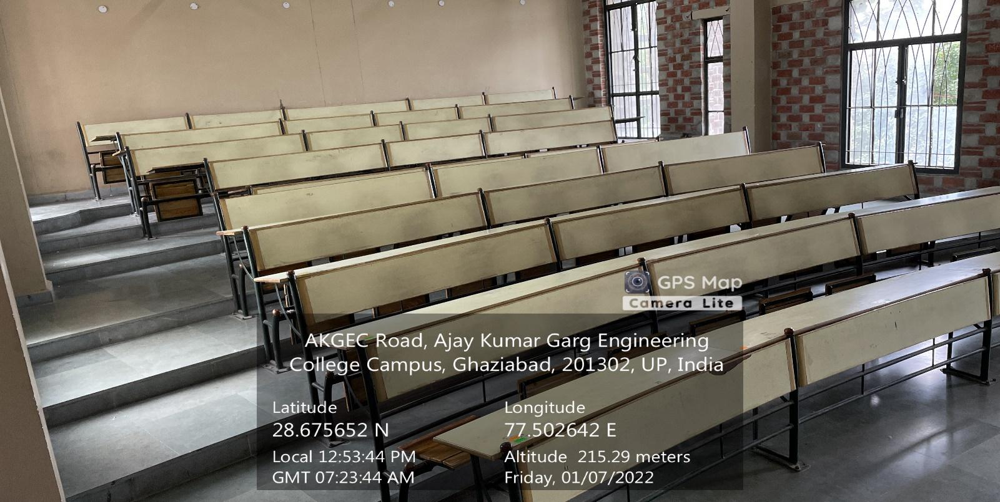 GPS Map
Camera Lite
AKGEC Road, Ajay Kumar Garg Engineering
College Campus, Ghaziabad, 201302, UP, India
Latitude
28.675652 N
Longitude
77.502642 E
Local 12:53:44 PM
GMT 07:23:44 AM
Altitude 215.29 meters
Friday, 01/07/2022